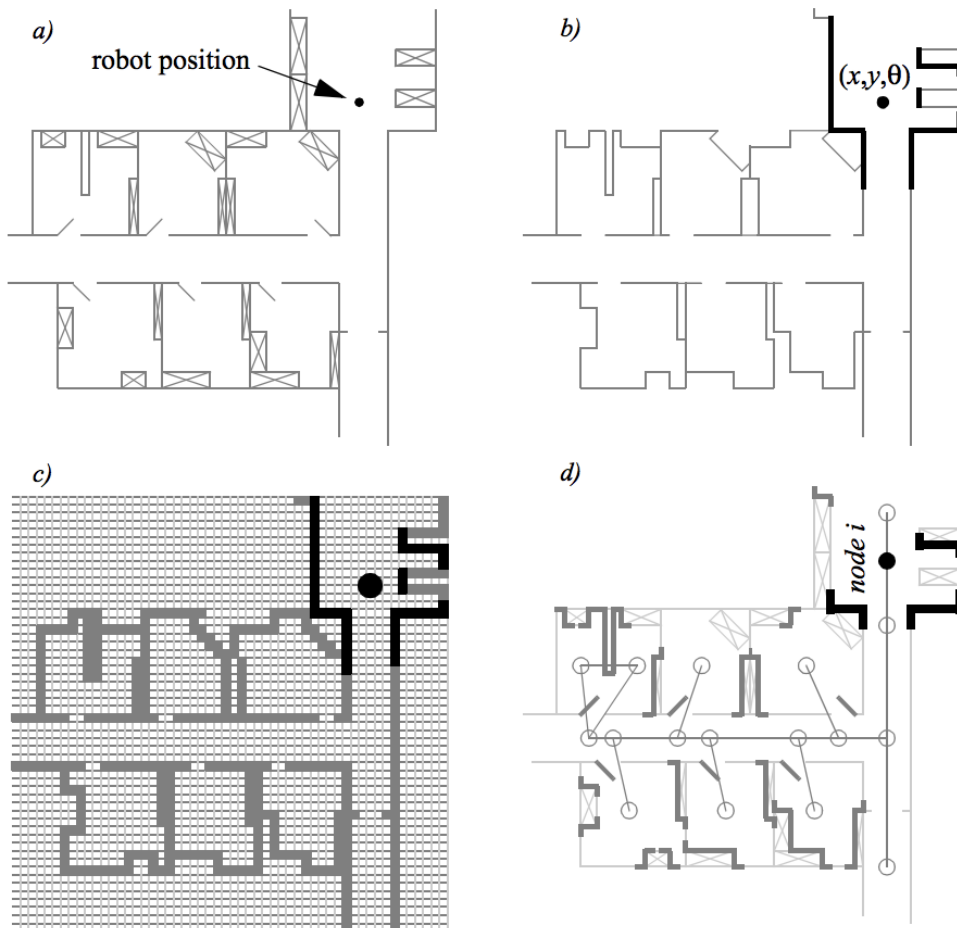 a)
robot position
b)
(x,y,θ)
c)
d)
node i